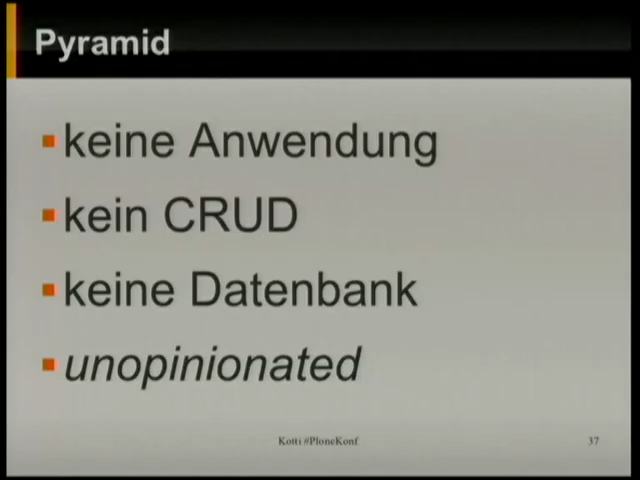 Pyramid
keine Anwendung
kein CRUD
keine Datenbank
unopinionated
Kotti #PloneKonf
37